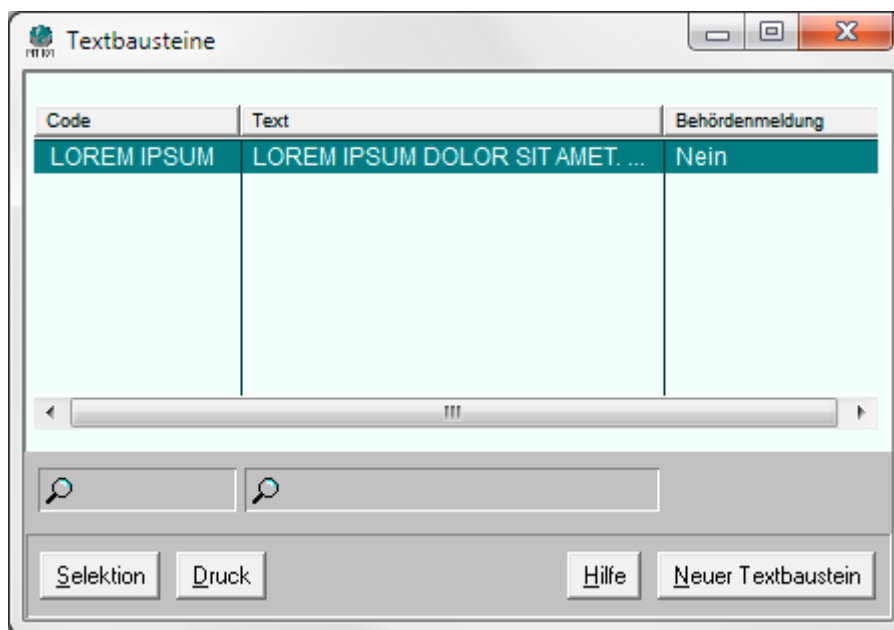 Textbausteine
Code Text Behördenmeldung
LOREM IPSUM LOREM IPSUM DOLOR SIT AMET. ... Nein
Selektion Druck Hilfe Neuer Textbaustein